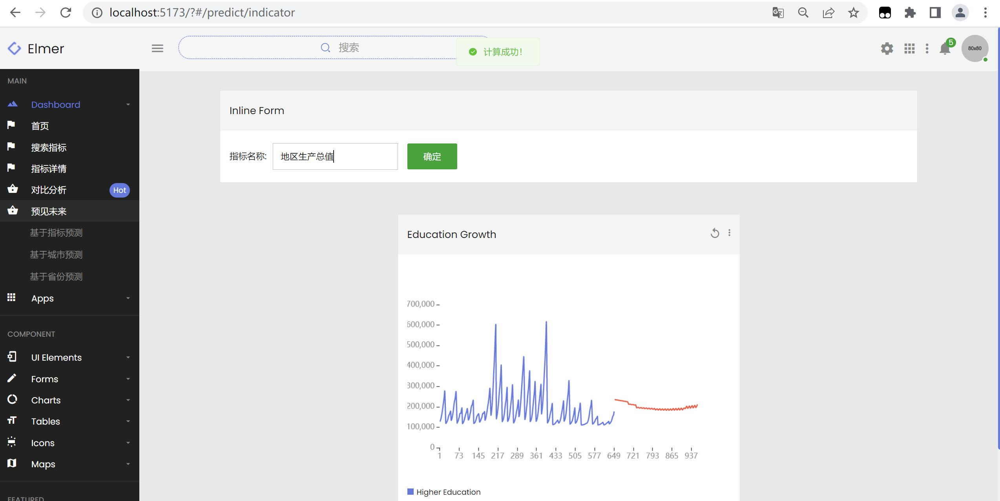 localhost:5173/?#/predict/indicator
Elmer
搜索
计算成功!
5
80x80
MAIN
Dashboard
首页
搜索指标
指标详情
对比分析
Hot
预见未来
基于指标预测
基于城市预测
基于省份预测
Apps
COMPONENT
UI Elements
Forms
Charts
Tables
Icons
Maps
FEATURED
Inline Form
指标名称:
地区生产总值
确定
Education Growth
700,000
600,000
500,000
400,000
300,000
200,000
100,000
0
1 73 145 217 289 361 433 505 577 649 721 793 865 937
Higher Education